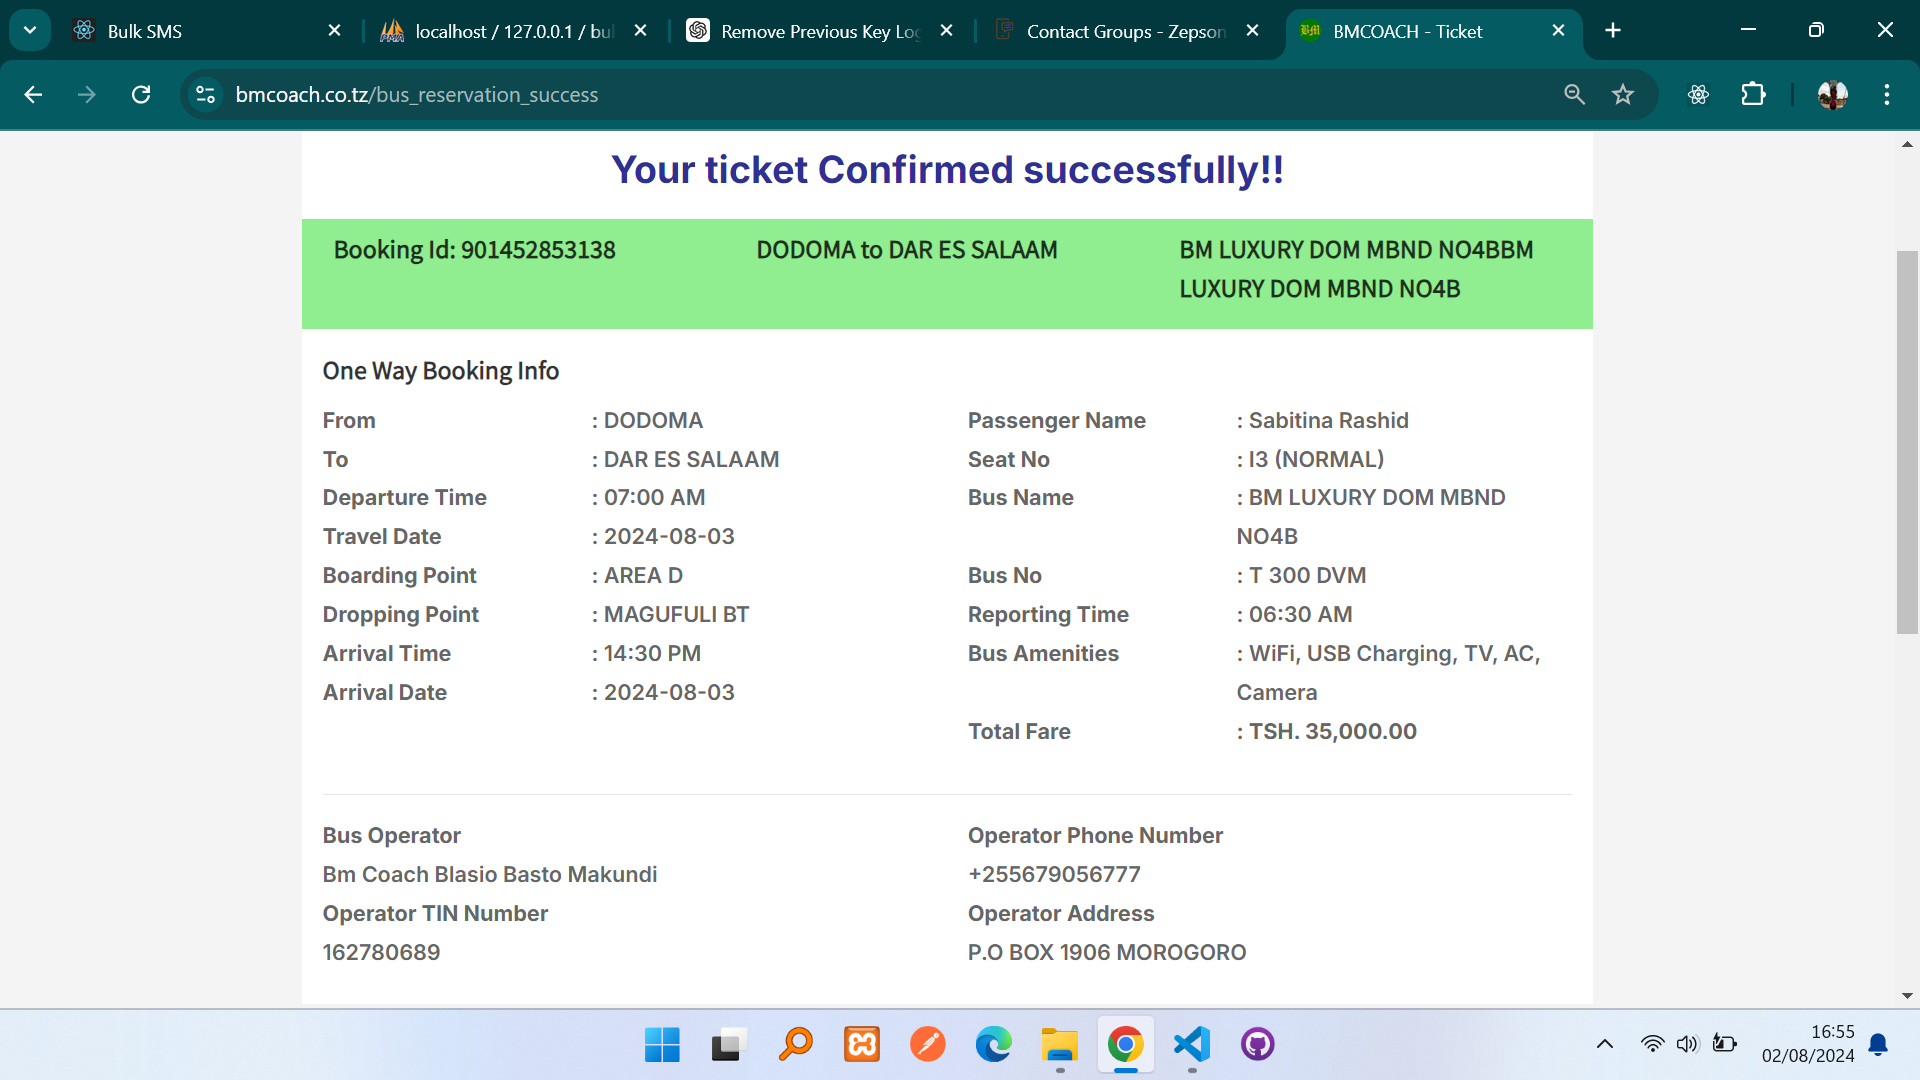 Bulk SMS
localhost / 127.0.0.1 / bul
Remove Previous Key Log
Contact Groups - Zepson
BMCOACH - Ticket
bmcoach.co.tz/bus_reservation_success
Your ticket Confirmed successfully!!
Booking Id: 901452853138
DODOMA to DAR ES SALAAM
BM LUXURY DOM MBND NO4BBM
LUXURY DOM MBND NO4B
One Way Booking Info
From : DODOMA
To : DAR ES SALAAM
Departure Time : 07:00 AM
Travel Date : 2024-08-03
Boarding Point : AREA D
Dropping Point : MAGUFULI BT
Arrival Time : 14:30 PM
Arrival Date : 2024-08-03
Passenger Name : Sabitina Rashid
Seat No : I3 (NORMAL)
Bus Name : BM LUXURY DOM MBND
NO4B
Bus No : T 300 DVM
Reporting Time : 06:30 AM
Bus Amenities : WiFi, USB Charging, TV, AC,
Camera
Total Fare : TSH. 35,000.00
Bus Operator
Bm Coach Blasio Basto Makundi
Operator TIN Number
162780689
Operator Phone Number
+255679056777
Operator Address
P.O BOX 1906 MOROGORO
16:55
02/08/2024